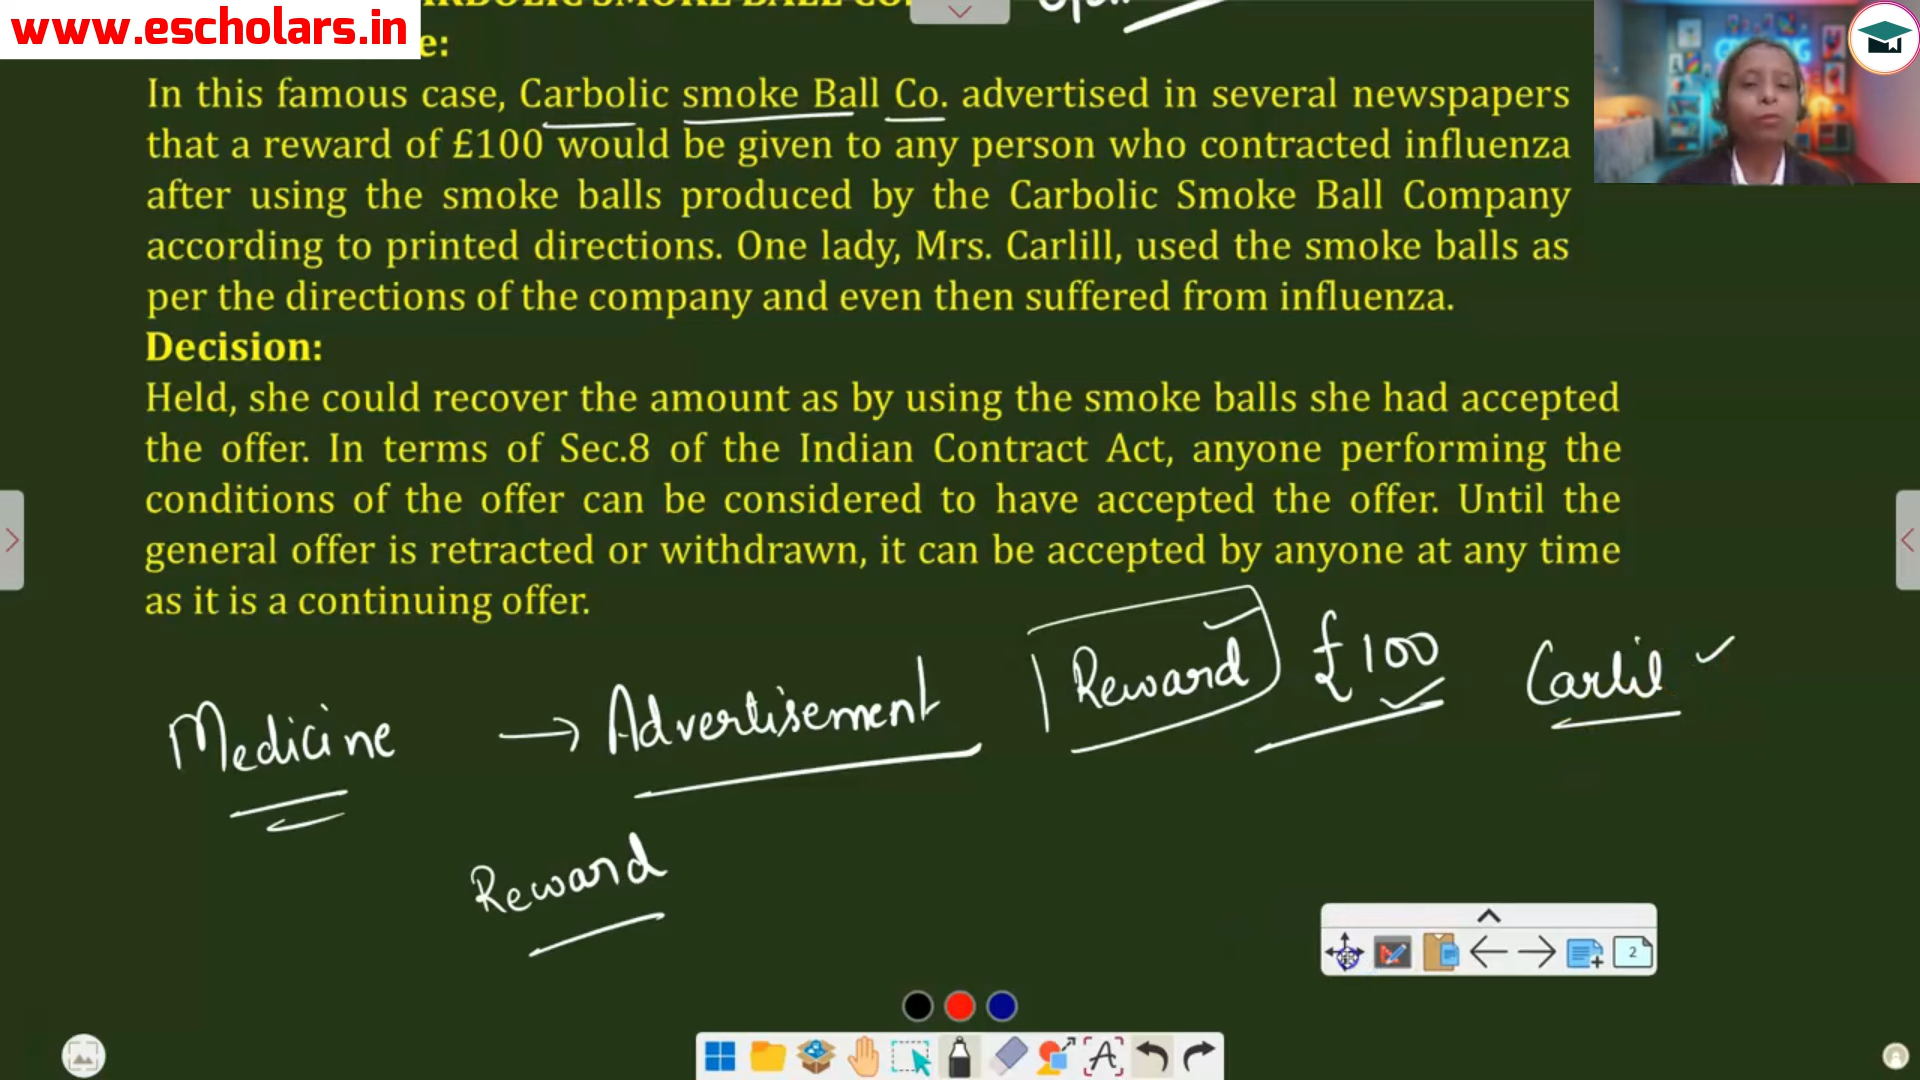 www.escholars.in
SMOKE BALL CO.
e:
In this famous case, Carbolic smoke Ball Co. advertised in several newspapers
that a reward of £100 would be given to any person who contracted influenza
after using the smoke balls produced by the Carbolic Smoke Ball Company
according to printed directions. One lady, Mrs. Carlill, used the smoke balls as
per the directions of the company and even then suffered from influenza.
Decision:
Held, she could recover the amount as by using the smoke balls she had accepted
the offer. In terms of Sec.8 of the Indian Contract Act, anyone performing the
conditions of the offer can be considered to have accepted the offer. Until the
general offer is retracted or withdrawn, it can be accepted by anyone at any time
as it is a continuing offer.
Medicine → Advertisement Reward £100 Carlil
Reward
2